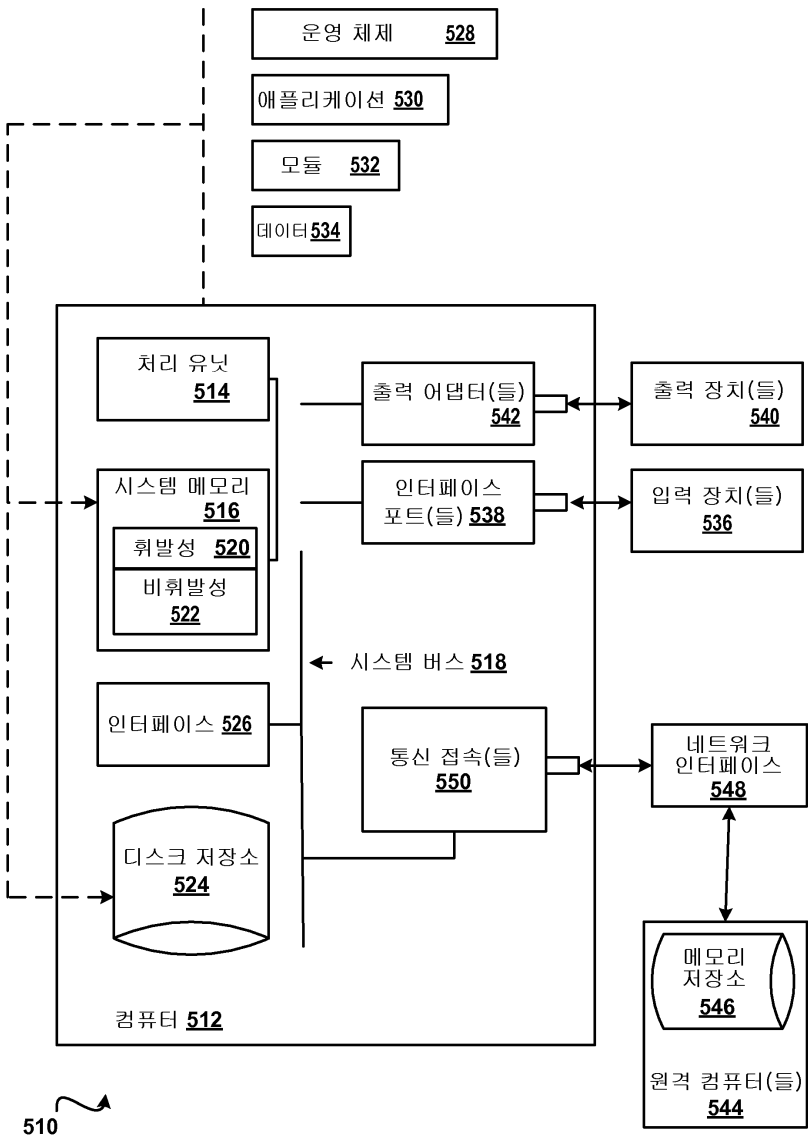 운영 체제 528
애플리케이션 530
모듈 532
데이터 534
처리 유닛
514
출력 어댑터(들)
542
출력 장치(들)
540
시스템 메모리
516
휘발성 520
비휘발성
522
인터페이스
포트(들) 538
입력 장치(들)
536
시스템 버스 518
인터페이스 526
통신 접속(들)
550
네트워크
인터페이스
548
디스크 저장소
524
메모리
저장소
546
컴퓨터 512
원격 컴퓨터(들)
544
510